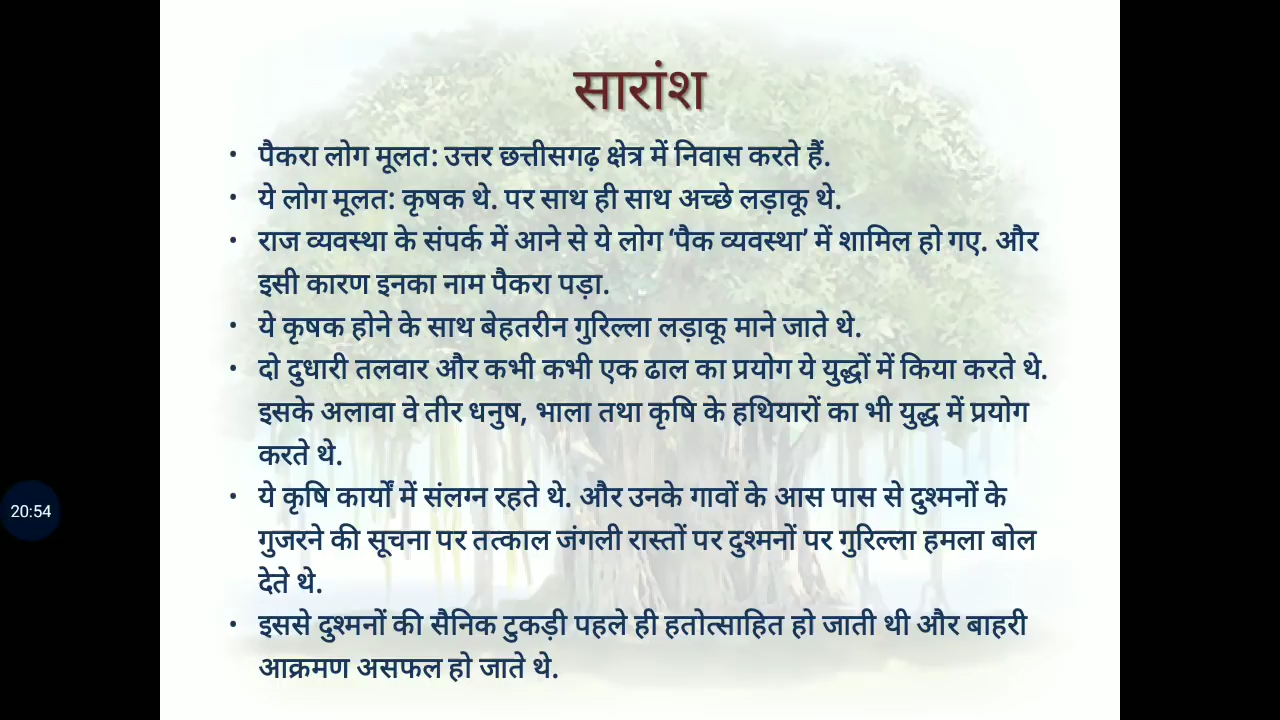 सारांश
• पैकरा लोग मूलत: उत्तर छत्तीसगढ़ क्षेत्र में निवास करते हैं.
• ये लोग मूलत: कृषक थे. पर साथ ही साथ अच्छे लड़ाकू थे.
• राज व्यवस्था के संपर्क में आने से ये लोग ‘पैक व्यवस्था’ में शामिल हो गए. और
इसी कारण इनका नाम पैकरा पड़ा.
• ये कृषक होने के साथ बेहतरीन गुरिल्ला लड़ाकू माने जाते थे.
• दो दुधारी तलवार और कभी कभी एक ढाल का प्रयोग ये युद्धों में किया करते थे.
इसके अलावा वे तीर धनुष, भाला तथा कृषि के हथियारों का भी युद्ध में प्रयोग
करते थे.
• ये कृषि कार्यों में संलग्न रहते थे. और उनके गावों के आस पास से दुश्मनों के
गुजरने की सूचना पर तत्काल जंगली रास्तों पर दुश्मनों पर गुरिल्ला हमला बोल
देते थे.
• इससे दुश्मनों की सैनिक टुकड़ी पहले ही हतोत्साहित हो जाती थी और बाहरी
आक्रमण असफल हो जाते थे.
20:54